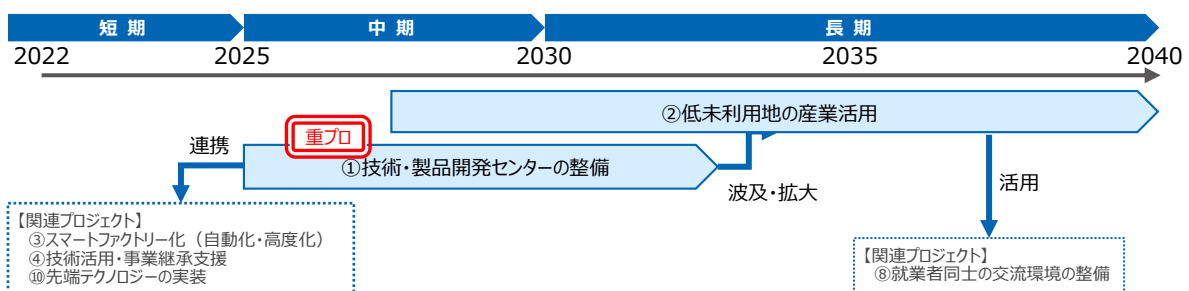 短 期 中 期 長 期
2022 2025 2030 2035 2040
②低未利用地の産業活用
重プロ
連携
①技術・製品開発センターの整備
波及・拡大
活用
【関連プロジェクト】
③スマートファクトリー化（自動化・高度化）
④技術活用・事業継承支援
⑩先端テクノロジーの実装
【関連プロジェクト】
⑧就業者同士の交流環境の整備